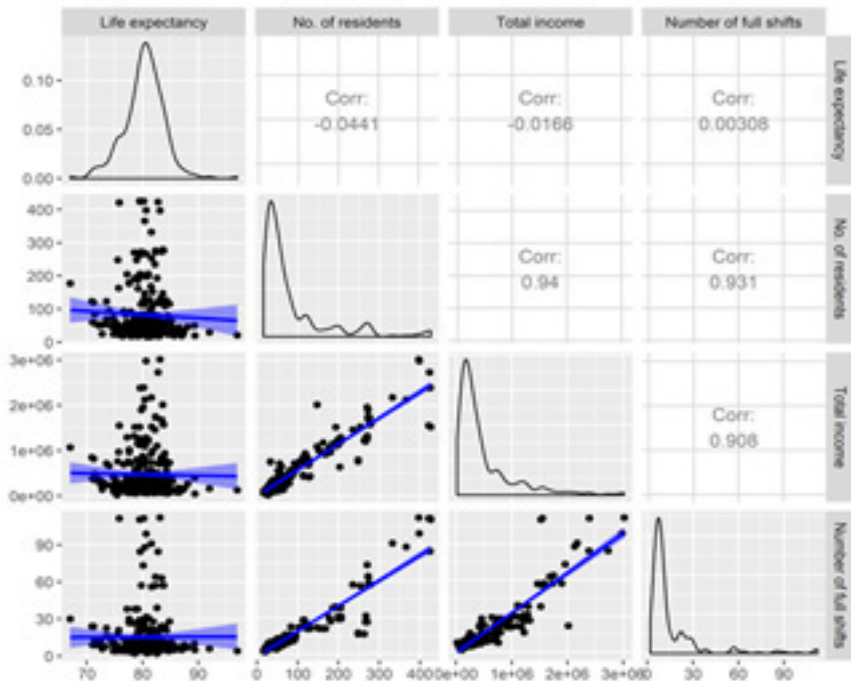 Life expectancy No. of residents Total income Number of full shifts
0.10
0.05
0.00
Corr:
-0.0441
Corr:
-0.0166
Corr:
0.00308
Life expectancy
400
300
200
100
0
Corr:
0.94
Corr:
0.931
No. of residents
3e+06
2e+06
1e+06
0e+00
Corr:
0.908
Total income
90
60
30
0
Number of full shifts
70 80 90 0 100 200 300 400 0e+00 1e+06 2e+06 3e+06 0 30 60 90